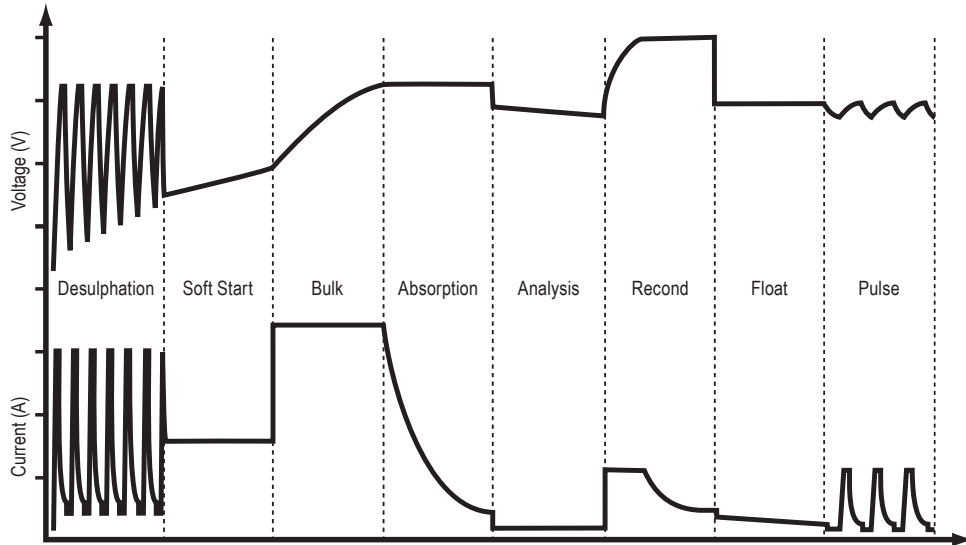 Voltage (V)
Desulphation Soft Start Bulk Absorption Analysis Recond Float Pulse
Current (A)